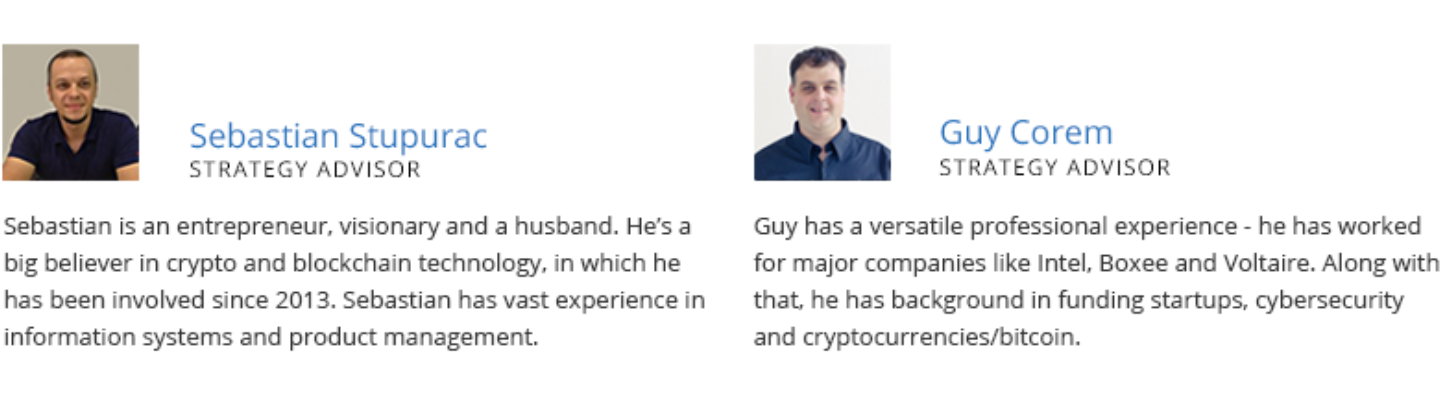 Sebastian Stupurac
STRATEGY ADVISOR
Sebastian is an entrepreneur, visionary and a husband. He’s a
big believer in crypto and blockchain technology, in which he
has been involved since 2013. Sebastian has vast experience in
information systems and product management.
Guy Corem
STRATEGY ADVISOR
Guy has a versatile professional experience - he has worked
for major companies like Intel, Boxee and Voltaire. Along with
that, he has background in funding startups, cybersecurity
and cryptocurrencies/bitcoin.